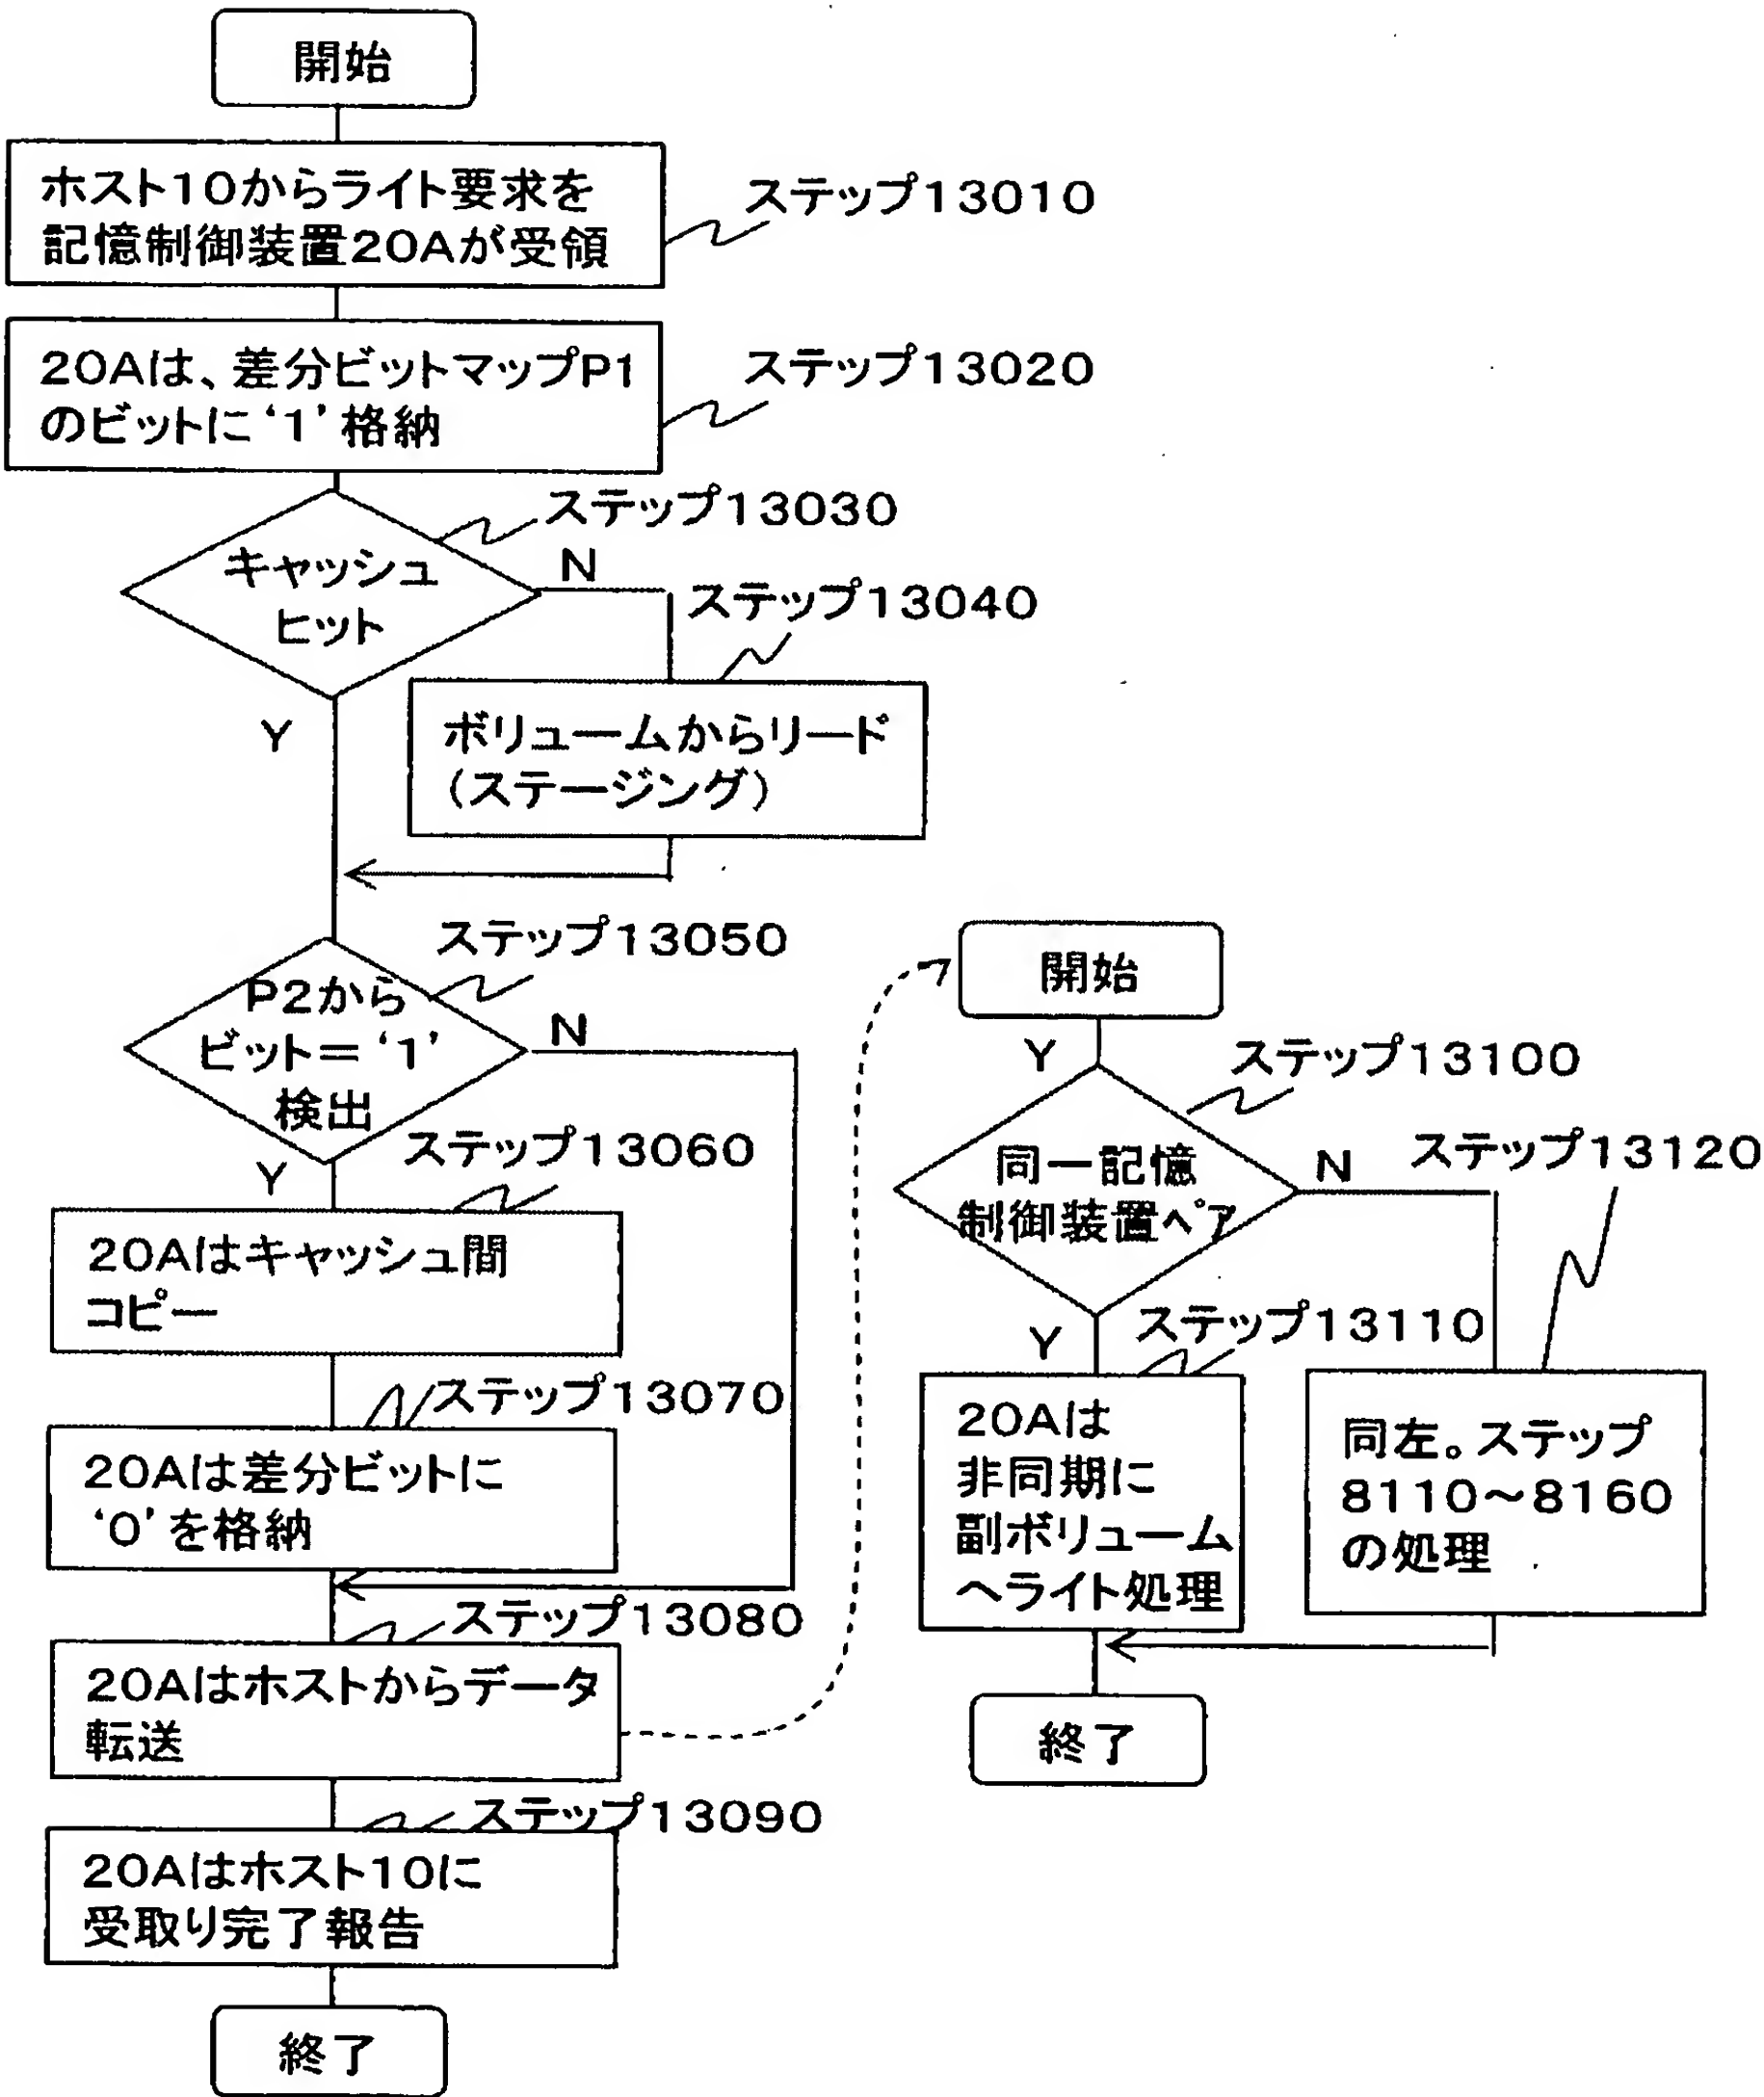 開始
ホスト10からライト要求を
記憶制御装置20Aが受領
ステップ13010
20Aは、差分ビットマップP1
のビットに‘1’格納
ステップ13020
ステップ13030
キャッシュ
ヒット
N
Y
ステップ13040
ボリュームからリード
(ステージング)
ステップ13050
P2から
ビット=‘1’
検出
N
Y
ステップ13060
20Aはキャッシュ間
コピー
ステップ13070
20Aは差分ビットに
‘0’を格納
ステップ13080
20Aはホストからデータ
転送
ステップ13090
20Aはホスト10に
受取り完了報告
終了
開始
Y
ステップ13100
同一記憶
制御装置ペア
N
Y
ステップ13120
ステップ13110
20Aは
非同期に
副ボリューム
へライト処理
同左。ステップ
8110~8160
の処理
終了